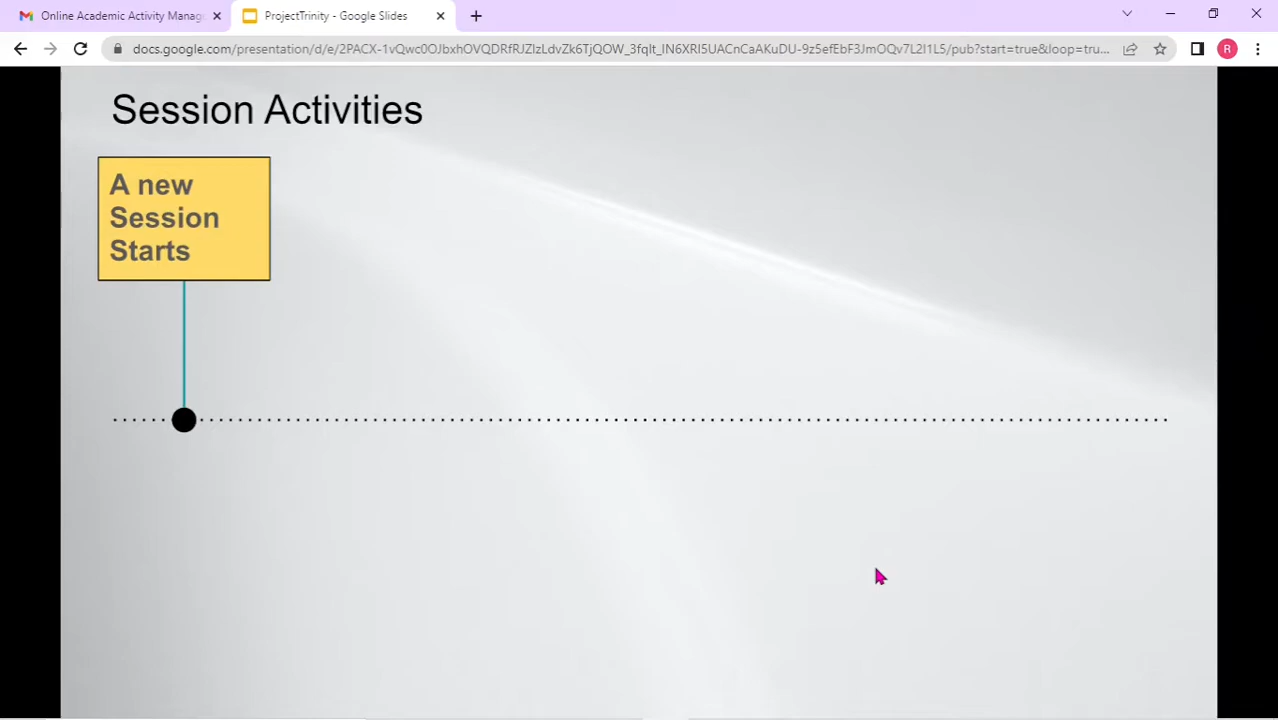 Online Academic Activity Manag
ProjectTrinity - Google Slides
docs.google.com/presentation/d/e/2PACX-1vQwc0OJbxhOVQDRfRJZIzLdvZk6TjQOW_3fqIt_IN6XRI5UACnCaAKuDU-9z5efEbF3JmOQv7L2I1L5/pub?start=true&loop=tru...
R
Session Activities
A new
Session
Starts